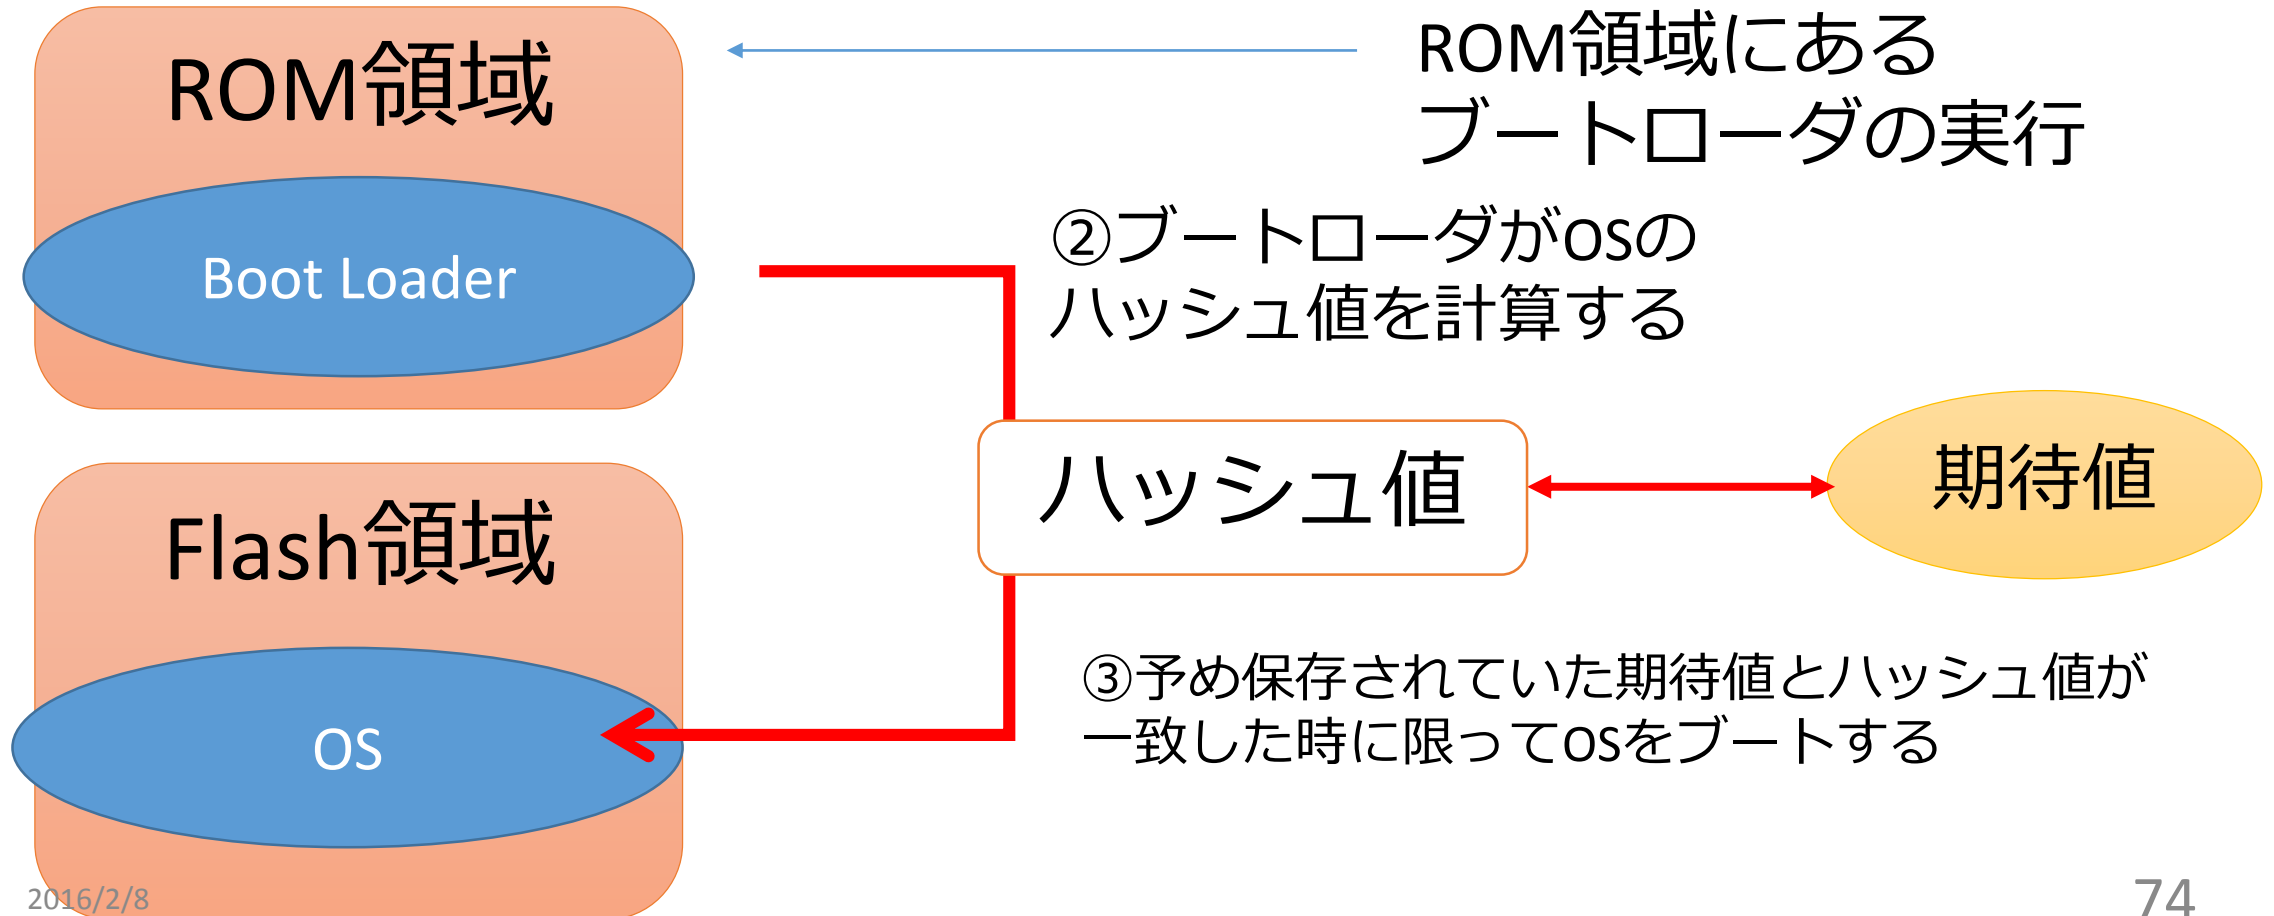 ROM領域
Boot Loader
ROM領域にある
ブートローダの実行
②ブートローダがOSの
ハッシュ値を計算する
ハッシュ値
期待値
Flash領域
OS
③予め保存されていた期待値とハッシュ値が
一致した時に限ってOSをブートする
2016/2/8
74